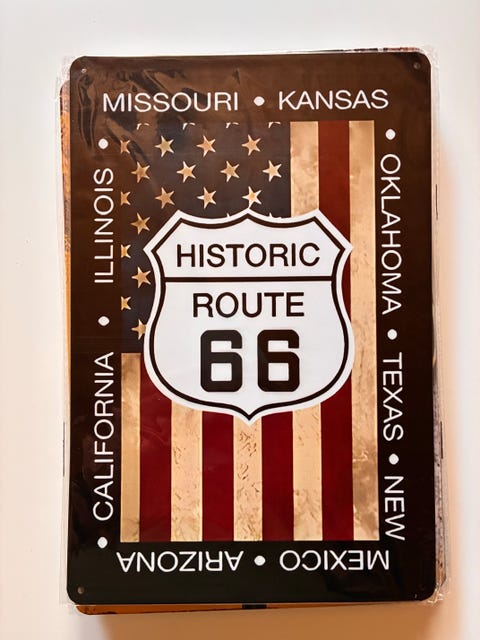 MISSOURI • KANSAS
• OKLAHOMA • TEXAS • NEW
MEXICO • ARIZONA
• CALIFORNIA • ILLINOIS •
HISTORIC
ROUTE
66